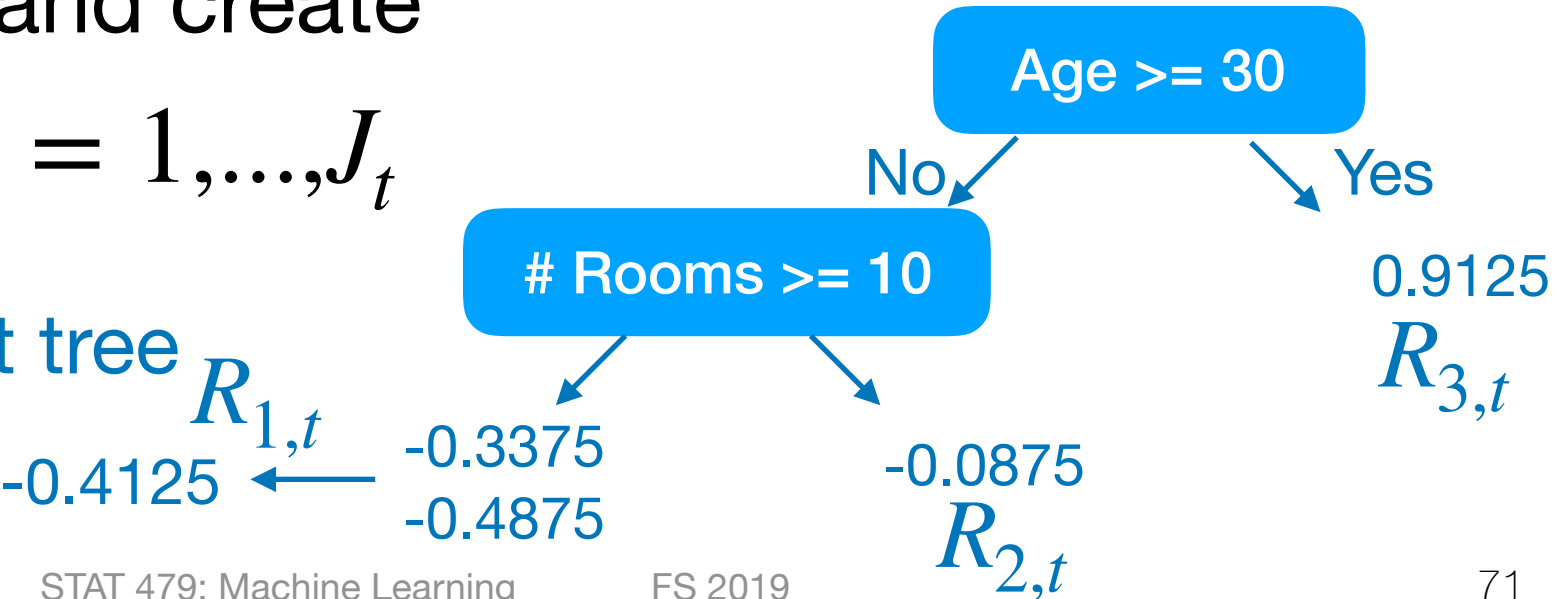 and create
= 1,...,J_t
Age >= 30
No
Yes
# Rooms >= 10
0.9125
R_{3,t}
t tree
R_{1,t}
-0.3375
-0.4125
-0.4875
-0.0875
R_{2,t}
STAT 479: Machine Learning FS 2019 71